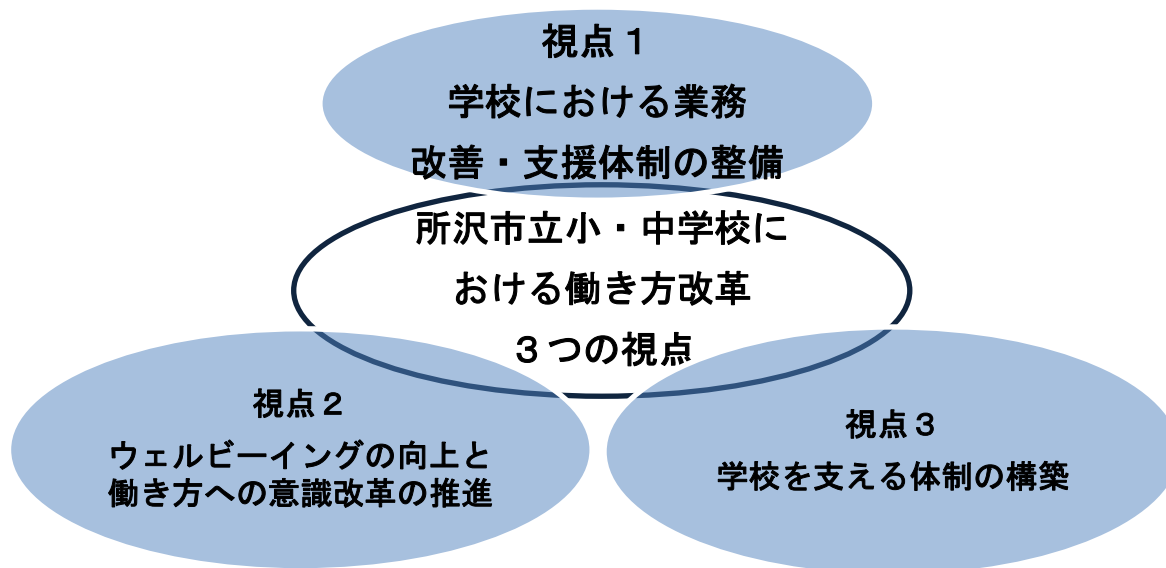 視点１
学校における業務
改善・支援体制の整備
所沢市立小・中学校に
おける働き方改革
３つの視点
視点２
ウェルビーイングの向上と
働き方への意識改革の推進
視点３
学校を支える体制の構築